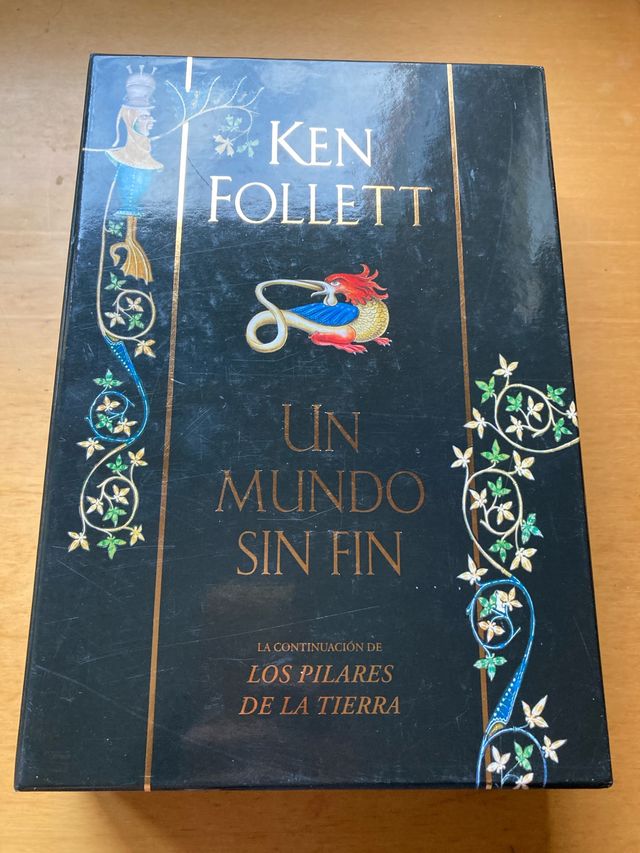 KEN
FOLLETT
UN
MUNDO
SIN FIN
LA CONTINUACIÓN DE
LOS PILARES
DE LA TIERRA